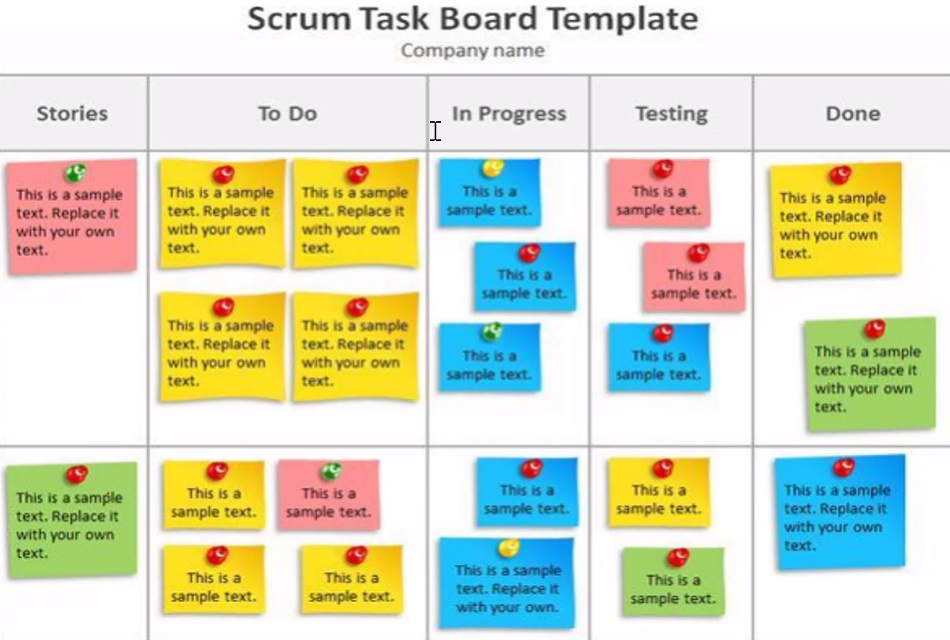 Scrum Task Board Template
Company name
Stories
To Do
In Progress
Testing
Done
This is a sample
text. Replace it
with your own
text.
This is a sample
text. Replace it
with your own
text.
This is a sample
text. Replace it
with your own
text.
This is a sample
text. Replace it
with your own
text.
This is a sample
text. Replace it
with your own
text.
This is a
sample text.
This is a
sample text.
This is a
sample text.
This is a
sample text.
This is a
sample text.
This is a
sample text.
This is a sample
text. Replace it
with your own
text.
This is a sample
text. Replace it
with your own
text.
This is a sample
text. Replace it
with your own
text.
This is a
sample text.
This is a
sample text.
This is a
sample text.
This is a
sample text.
This is a
sample text.
This is a sample
text. Replace it
with your own.
This is a
sample text.
This is a
sample text.
This is a sample
text. Replace it
with your own
text.